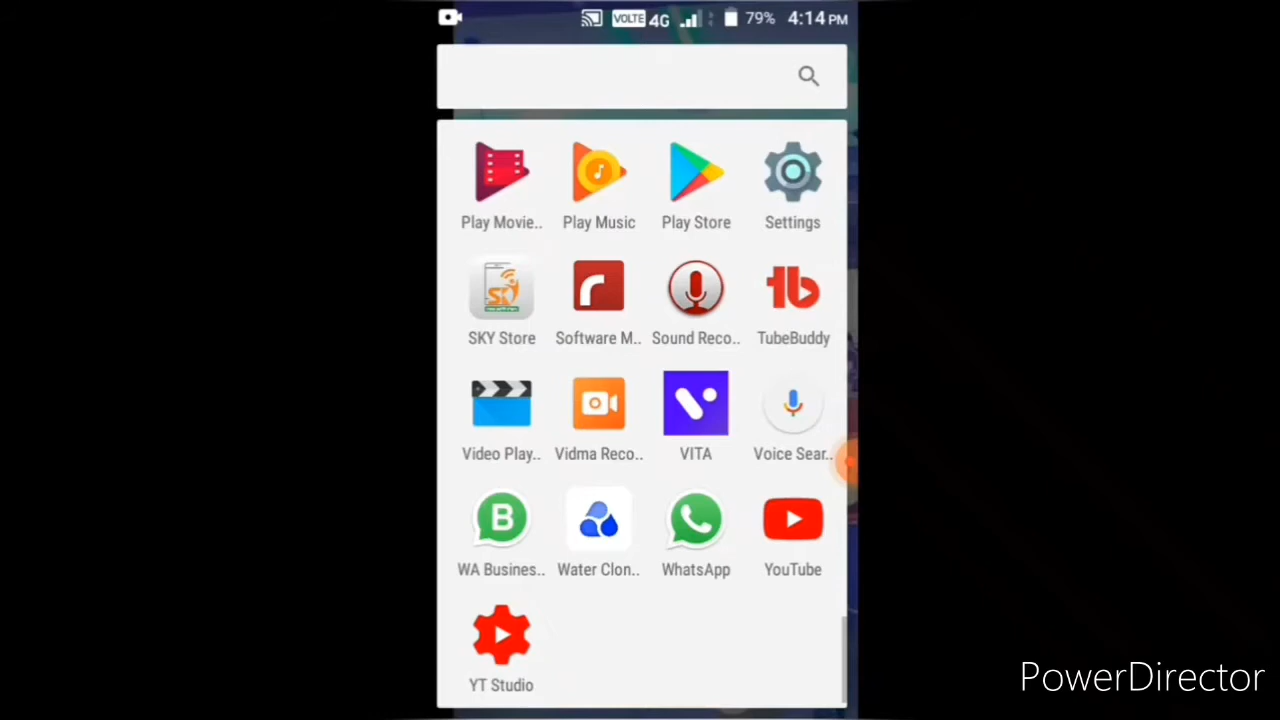 VOLTE 4G 79% 4:14 PM
Play Movie.. Play Music Play Store Settings
SKY Store Software M.. Sound Reco.. TubeBuddy
Video Play.. Vidma Reco.. VITA Voice Sear..
WA Busines.. Water Clon.. WhatsApp YouTube
YT Studio
PowerDirector